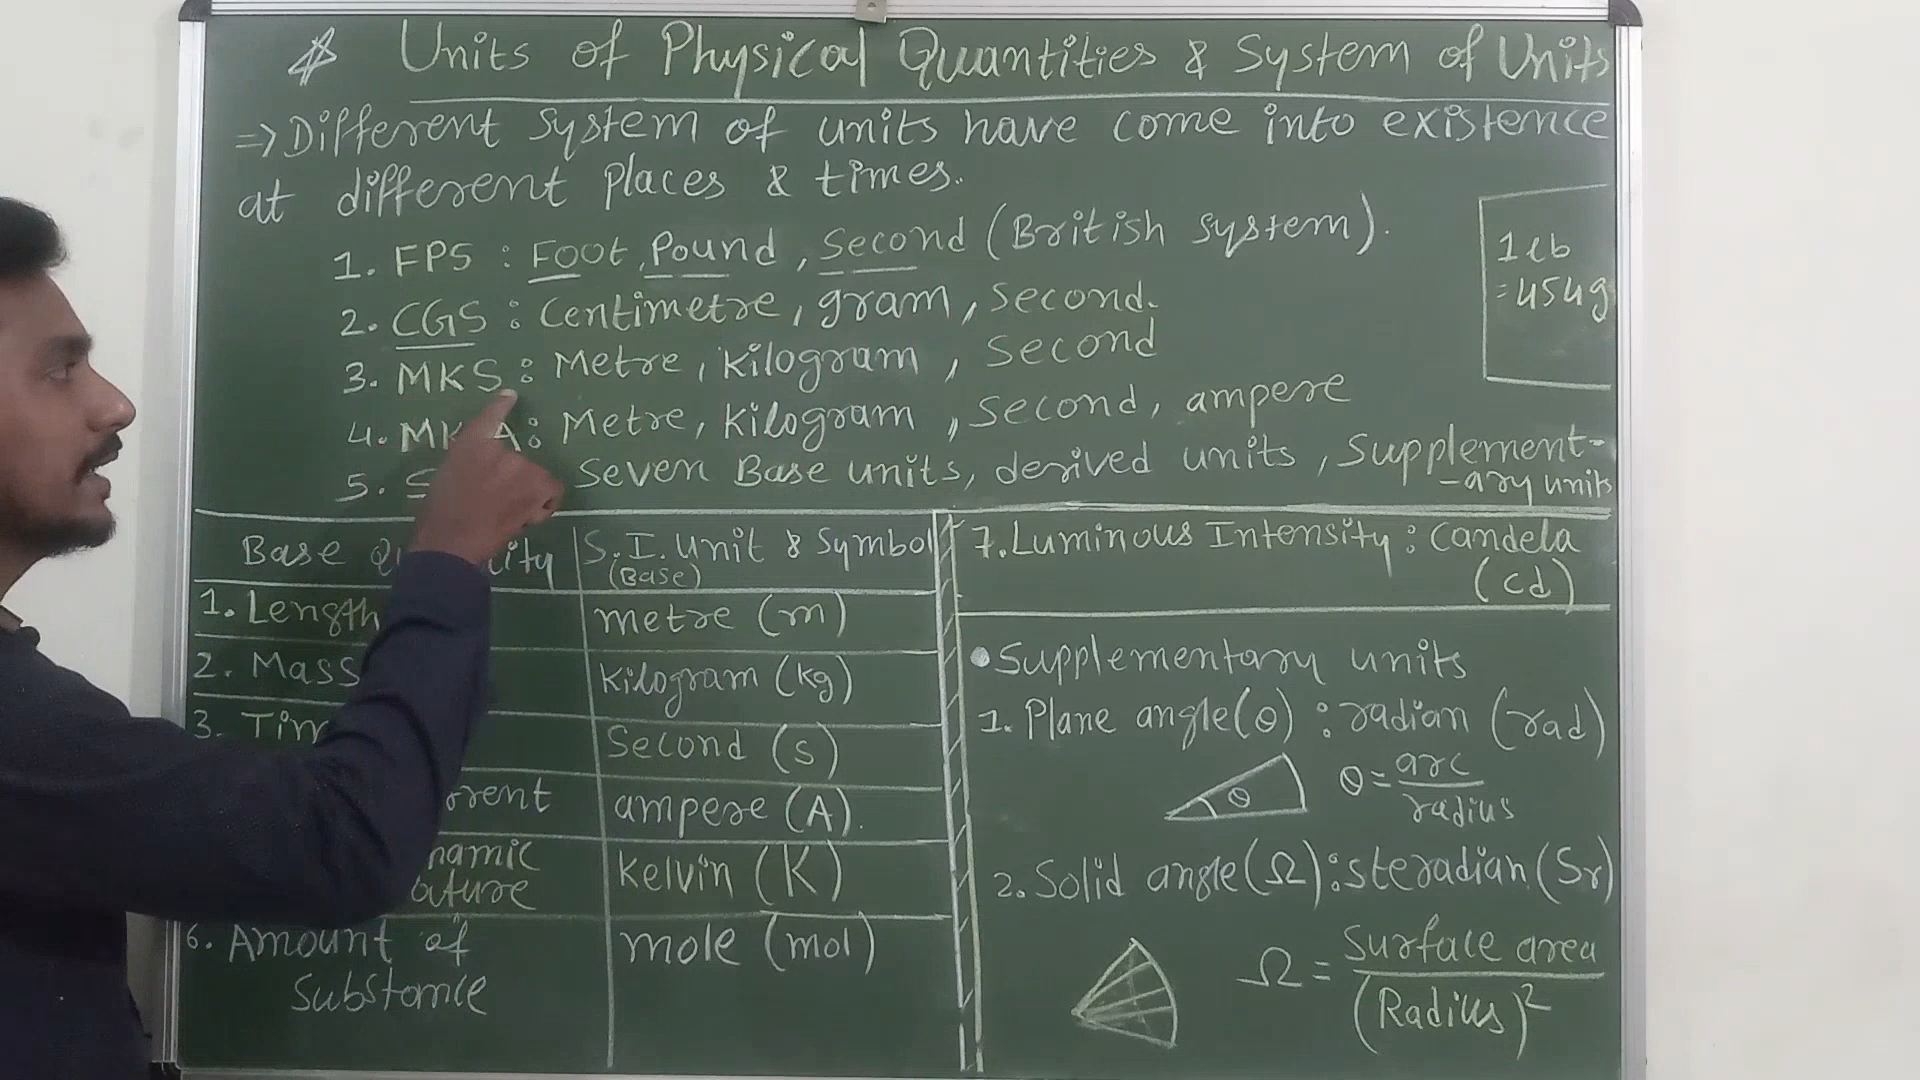 Units of Physical Quantities & System of Units
⇒ Different system of units have come into existence
at different places & times.
1. FPS : Foot, Pound, Second (British system).
2. CGS : Centimetre, gram, second.
3. MKS : Metre, kilogram, second
4. MK A : Metre, kilogram, second, ampere
5. S Seven Base units, derived units, Supplement-
-ary units
1 lb
= 454g
Base Q ity
S.I. Unit & Symbol
(Base)
1. Length metre (m)
2. Mass kilogram (kg)
3. Tim Second (s)
rrent ampere (A).
namic
ature kelvin (K)
6. Amount of
Substance mole (mol)
7. Luminous Intensity : Candela
(cd)
• Supplementary units
1. Plane angle (θ) : radian (rad)
θ
θ = arc
radius
2. Solid angle (Ω) : steradian (Sr)
Ω = Surface area
(Radius)²